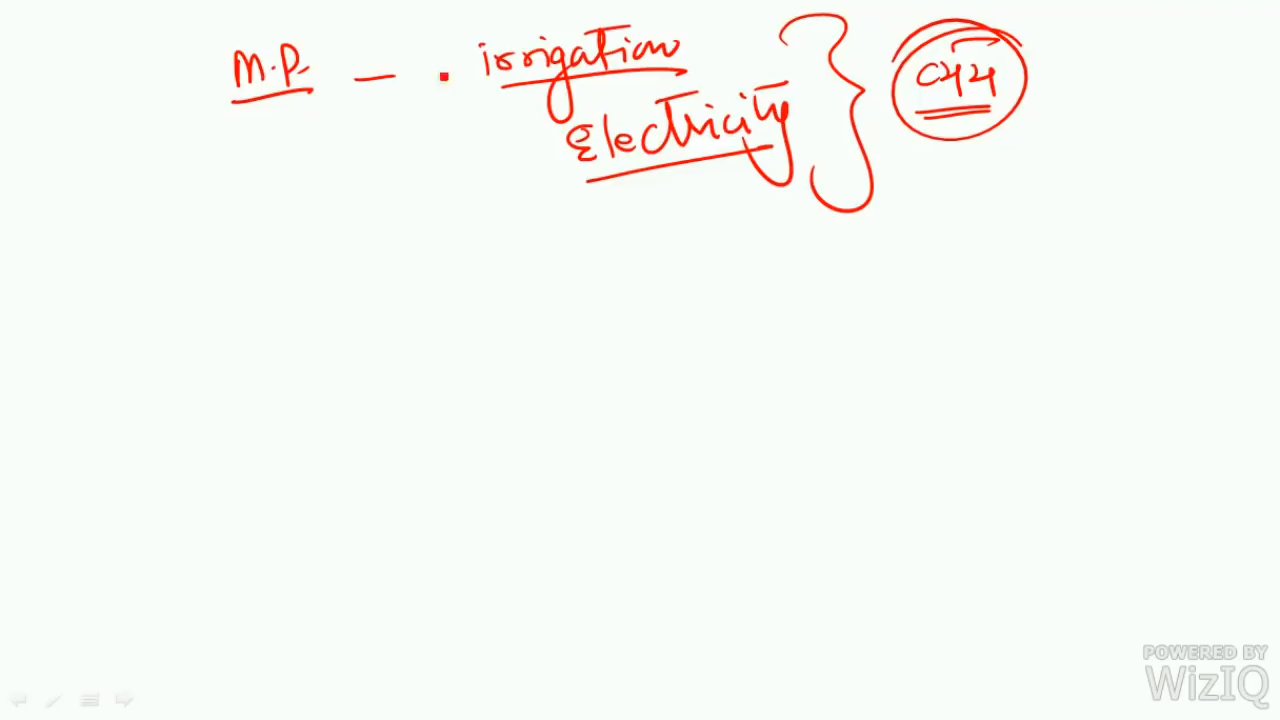 M.P. — . irrigation
Electricity
POWERED BY
WizIQ